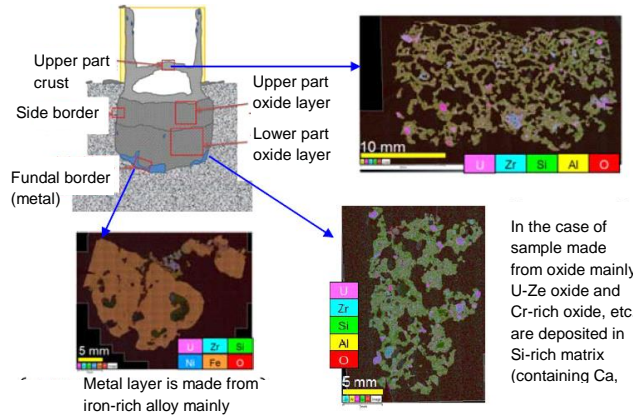 Upper part
crust
Side border
Fundal border
(metal)
Upper part
oxide layer
Lower part
oxide layer
10 mm
U Zr Si Al O
5 mm
U Zr Si
Ni Fe O
Metal layer is made from
iron-rich alloy mainly
U
Zr
Si
Al
O
5 mm
In the case of
sample made
from oxide mainly
U-Ze oxide and
Cr-rich oxide, etc
are deposited in
Si-rich matrix
(containing Ca,